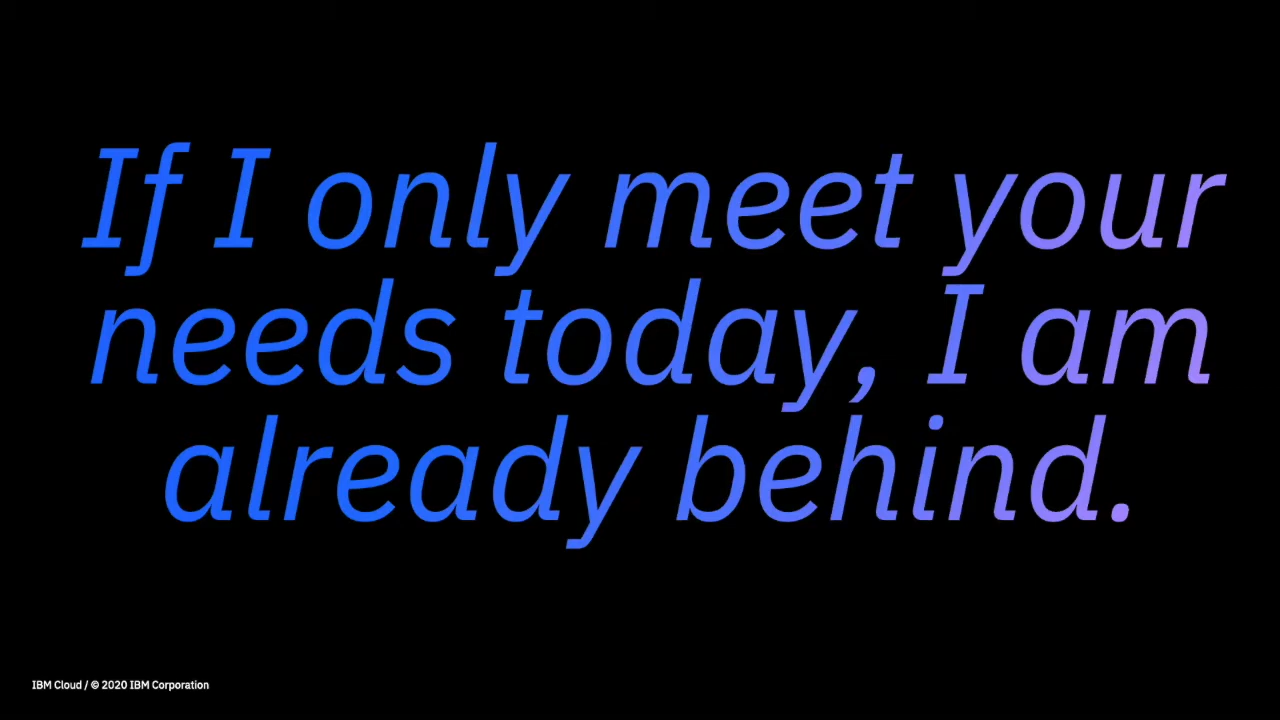 If I only meet your
needs today, I am
already behind.
IBM Cloud / © 2020 IBM Corporation